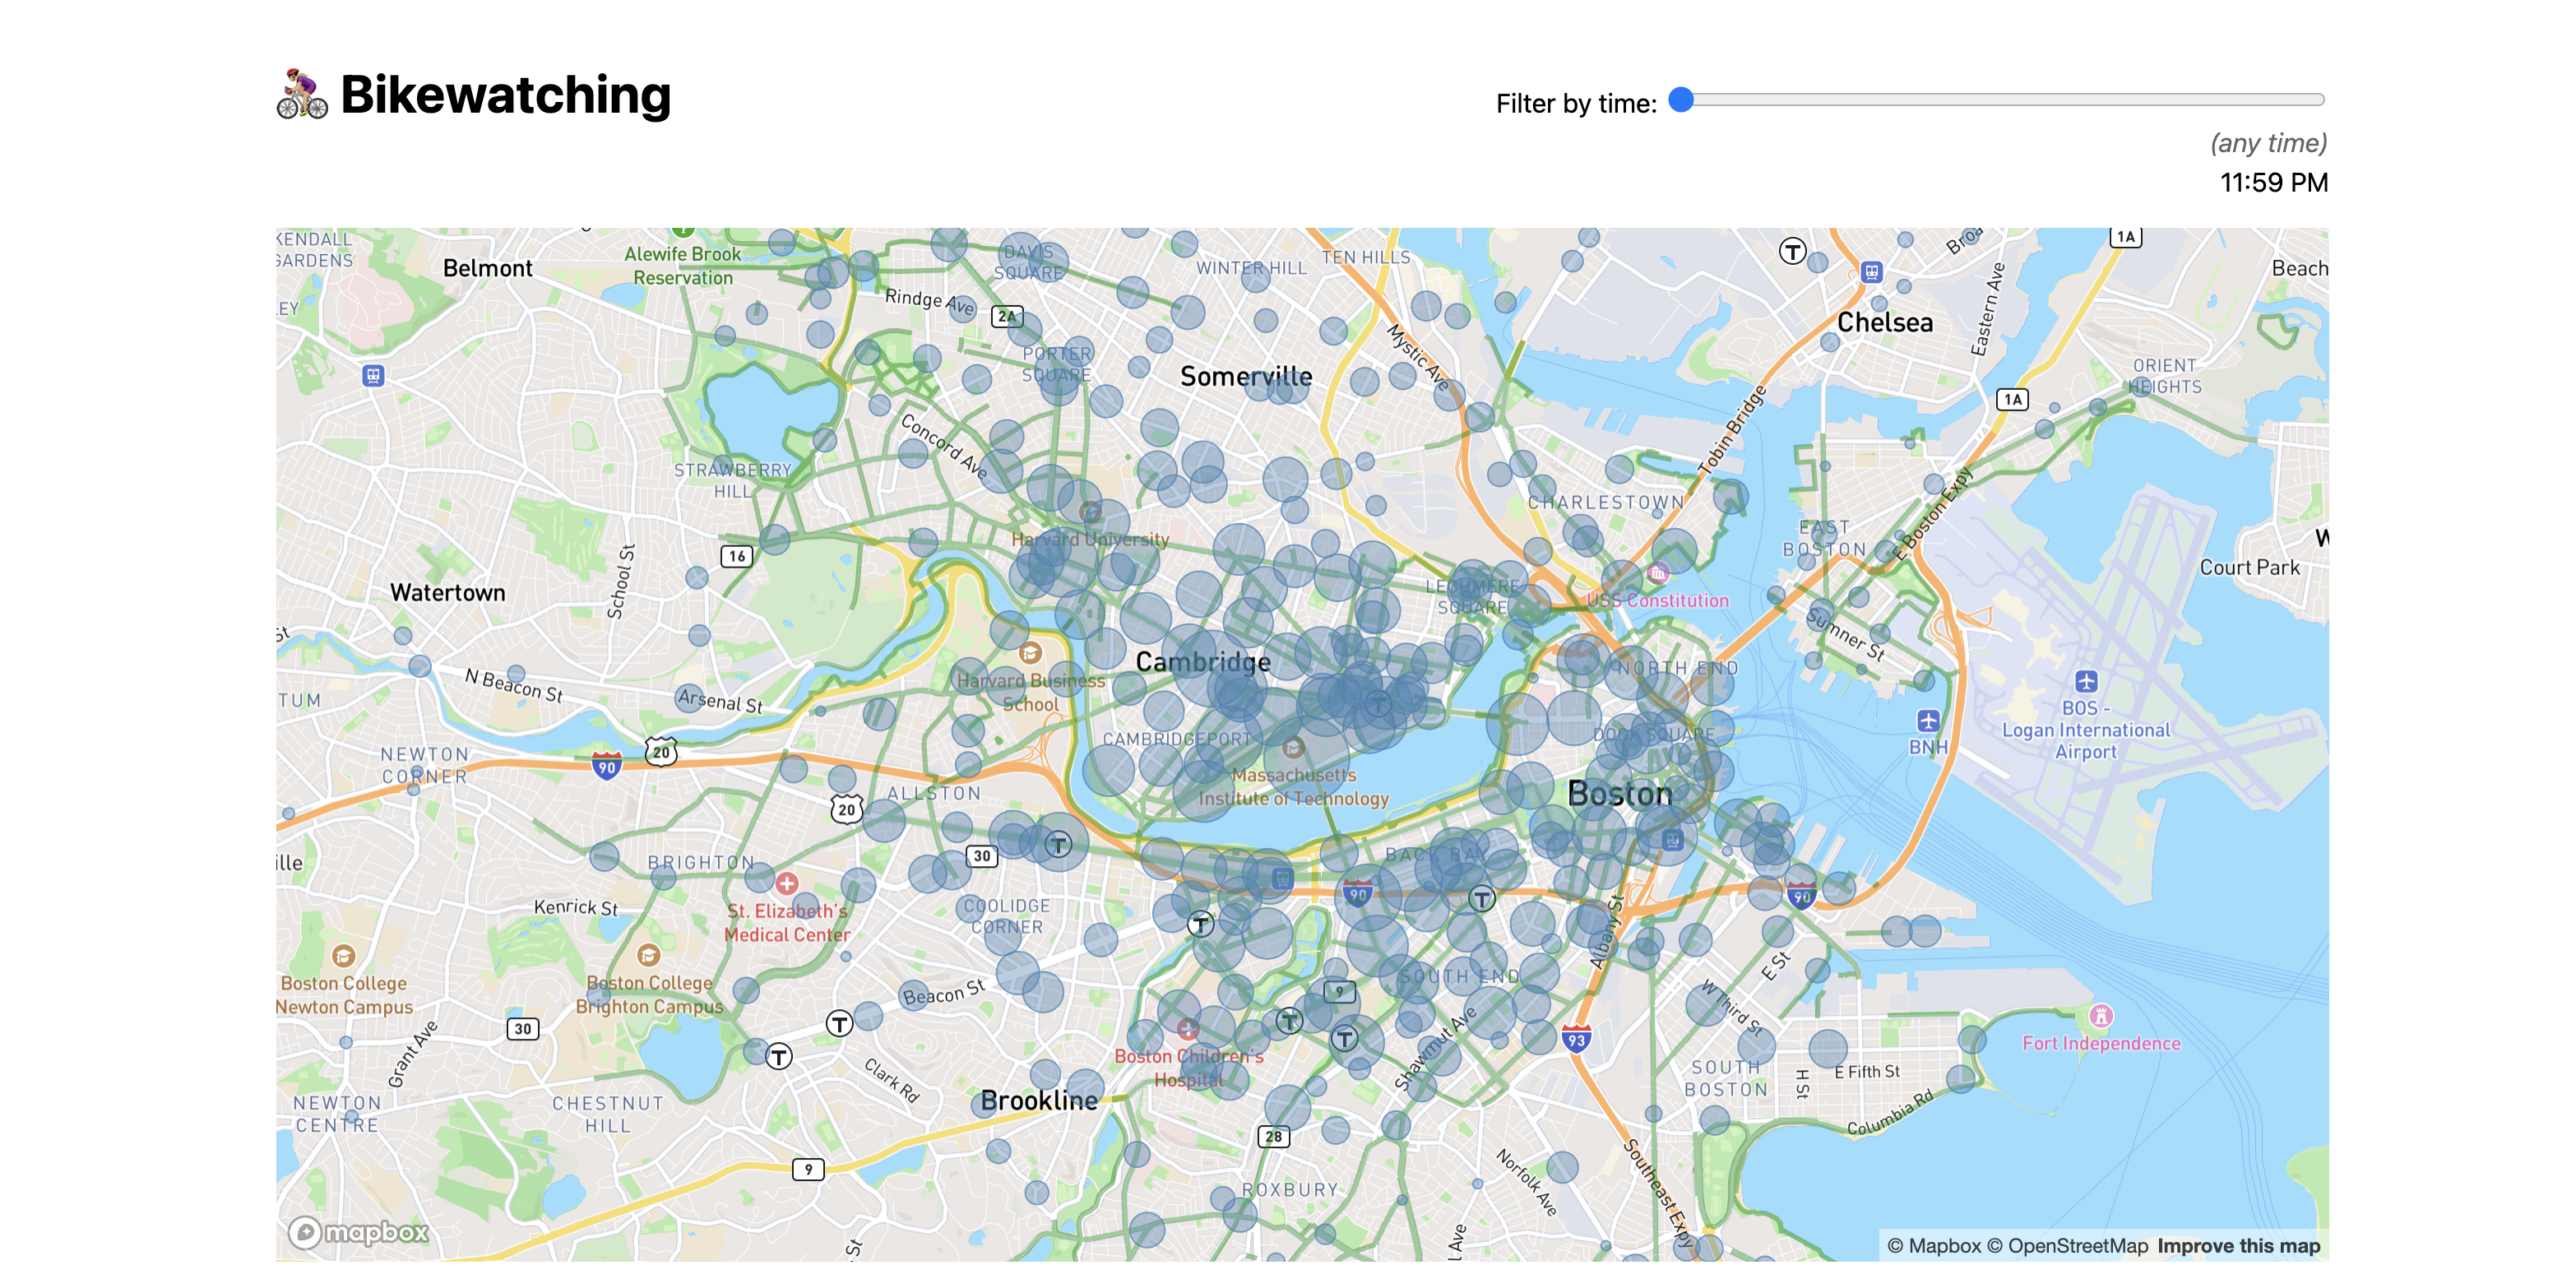 Bikewatching
Filter by time:
(any time)
11:59 PM
KENDALL
GARDENS
Belmont
Alewife Brook
Reservation
DAVIS
SQUARE
WINTER HILL
TEN HILLS
T
1A
Beach
Rindge Ave
2A
Mystic Ave
Chelsea
Eastern Ave
PORTER
SQUARE
Somerville
ORIENT
HEIGHTS
1A
Tobin Bridge
Concord Ave
STRAWBERRY
HILL
CHARLESTOWN
E Boston Expy
EAST
BOSTON
Harvard University
16
School St
Court Park
Watertown
LECHMERE
SQUARE
USS Constitution
Sumner St
Cambridge
NORTH END
N Beacon St
Arsenal St
Harvard Business
School
T
BOS -
Logan International
Airport
BNH
NEWTON
CORNER
20
90
CAMBRIDGEPORT
DOCK SQUARE
Massachusetts
Institute of Technology
ALLSTON
20
Boston
30
T
BACK BAY
BRIGHTON
90
T
90
Kenrick St
St. Elizabeth's
Medical Center
COOLIDGE
CORNER
T
Albany St
Boston College
Newton Campus
Boston College
Brighton Campus
Beacon St
SOUTH END
9
E St
W Third St
30
T
T
T
T
93
Grant Ave
Shawmut Ave
Fort Independence
Boston Children's
Hospital
Clark Rd
SOUTH
BOSTON
H St
E Fifth St
NEWTON
CENTRE
CHESTNUT
HILL
Brookline
Columbia Rd
28
9
Norfolk Ave
Southeast Expy
ROXBURY
mapbox
© Mapbox © OpenStreetMap Improve this map